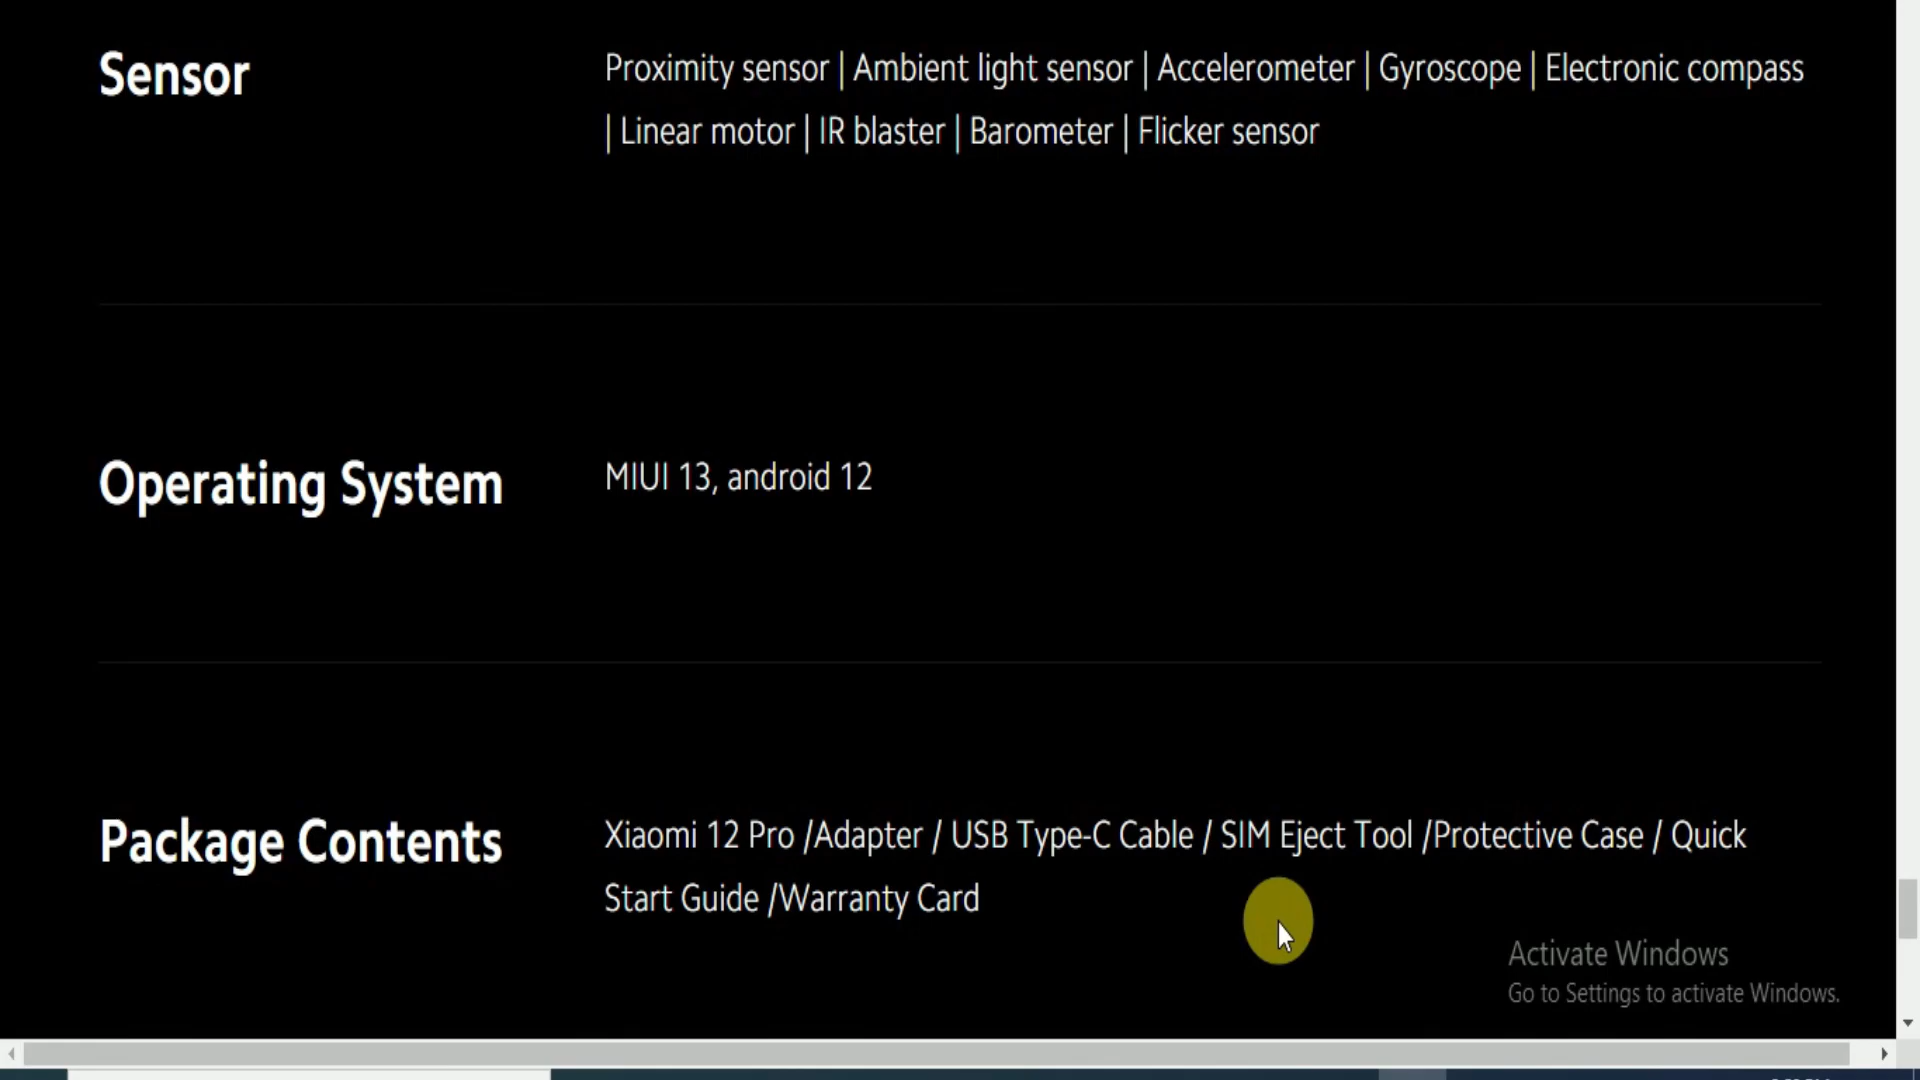 Sensor
Proximity sensor | Ambient light sensor | Accelerometer | Gyroscope | Electronic compass
| Linear motor | IR blaster | Barometer | Flicker sensor
Operating System
MIUI 13, android 12
Package Contents
Xiaomi 12 Pro /Adapter / USB Type-C Cable / SIM Eject Tool /Protective Case / Quick
Start Guide /Warranty Card
Activate Windows
Go to Settings to activate Windows.